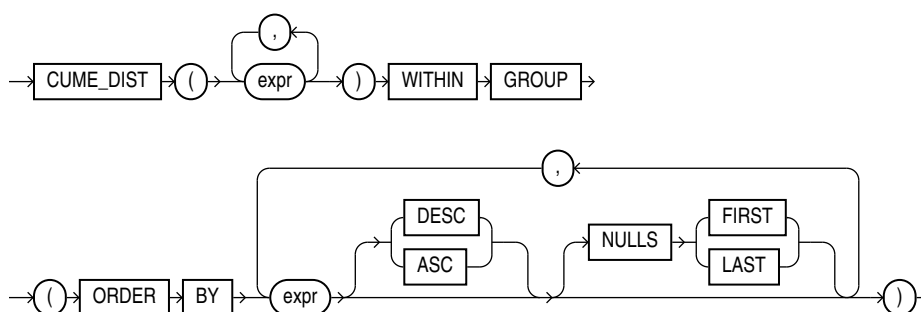 ,
CUME_DIST ( expr ) WITHIN GROUP
,
DESC FIRST
NULLS
ASC LAST
( ORDER BY expr )